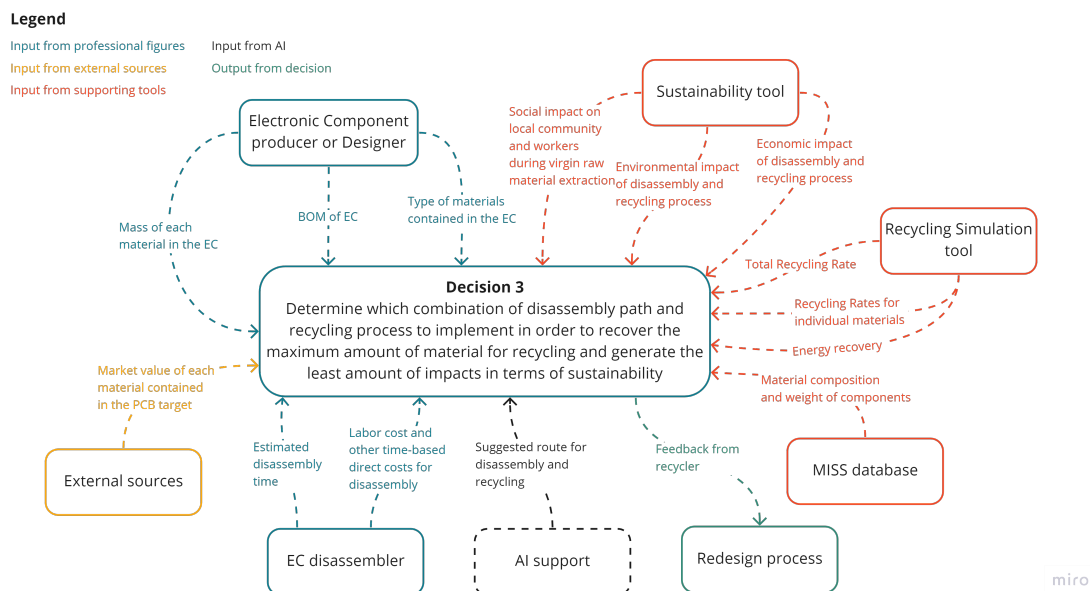 Legend
Input from professional figures
Input from AI
Input from external sources
Output from decision
Input from supporting tools
Electronic Component
producer or Designer
Sustainability tool
Social impact on
local community
and workers
during virgin raw
material extraction
Environmental impact
of disassembly and
recycling process
Economic impact
of disassembly and
recycling process
Mass of each
material in the EC
BOM of EC
Type of materials
contained in the EC
Recycling Simulation
tool
Total Recycling Rate
Recycling Rates for
individual materials
Energy recovery
Decision 3
Determine which combination of disassembly path and
recycling process to implement in order to recover the
maximum amount of material for recycling and generate the
least amount of impacts in terms of sustainability
Market value of each
material contained
in the PCB target
Material composition
and weight of components
Estimated
disassembly
time
Labor cost and
other time-based
direct costs for
disassembly
Suggested route for
disassembly and
recycling
Feedback from
recycler
External sources
MISS database
EC disassembler
AI support
Redesign process
miro